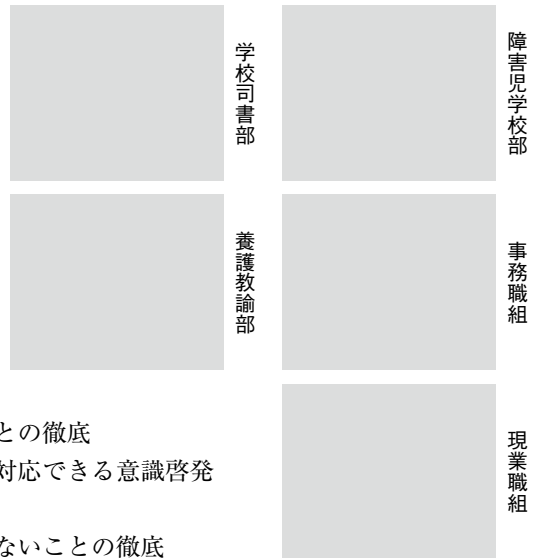 障害児学校部
学校司書部
事務職組
養護教諭部
現業職組
との徹底
対応できる意識啓発
ないことの徹底